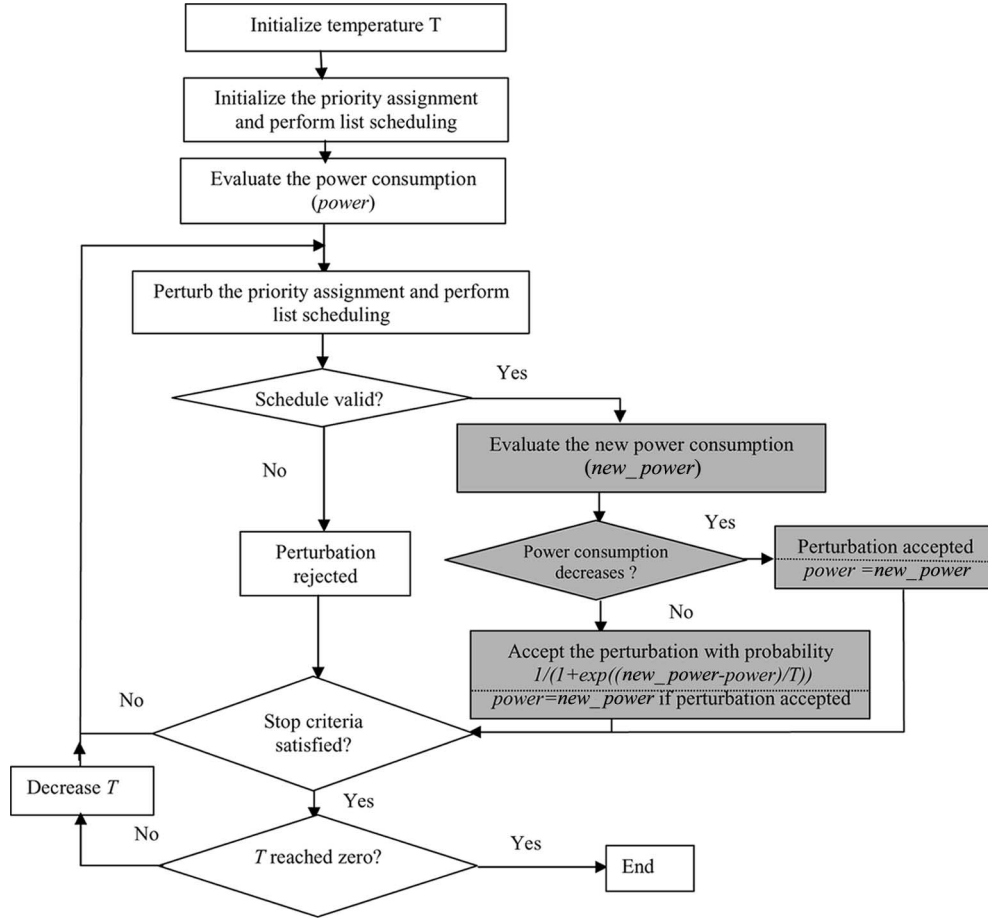 Initialize temperature T
Initialize the priority assignment
and perform list scheduling
Evaluate the power consumption
(power)
Perturb the priority assignment and perform
list scheduling
Yes
Schedule valid?
Evaluate the new power consumption
(new_power)
No
Yes
Perturbation
rejected
Power consumption
decreases ?
Perturbation accepted
power =new_power
No
Accept the perturbation with probability
1/(1+exp((new_power-power)/T))
power=new_power if perturbation accepted
No
Stop criteria
satisfied?
Decrease T
Yes
No
T reached zero?
Yes
End